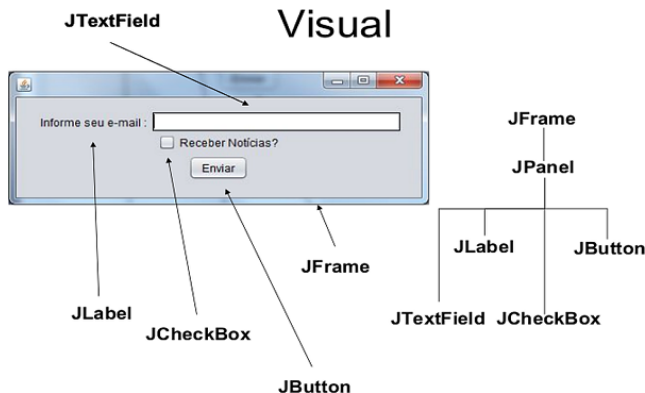 Visual
JTextField
Informe seu e-mail :
Receber Notícias?
Enviar
JFrame
JLabel
JCheckBox
JButton
JFrame
JPanel
JLabel
JButton
JTextField
JCheckBox